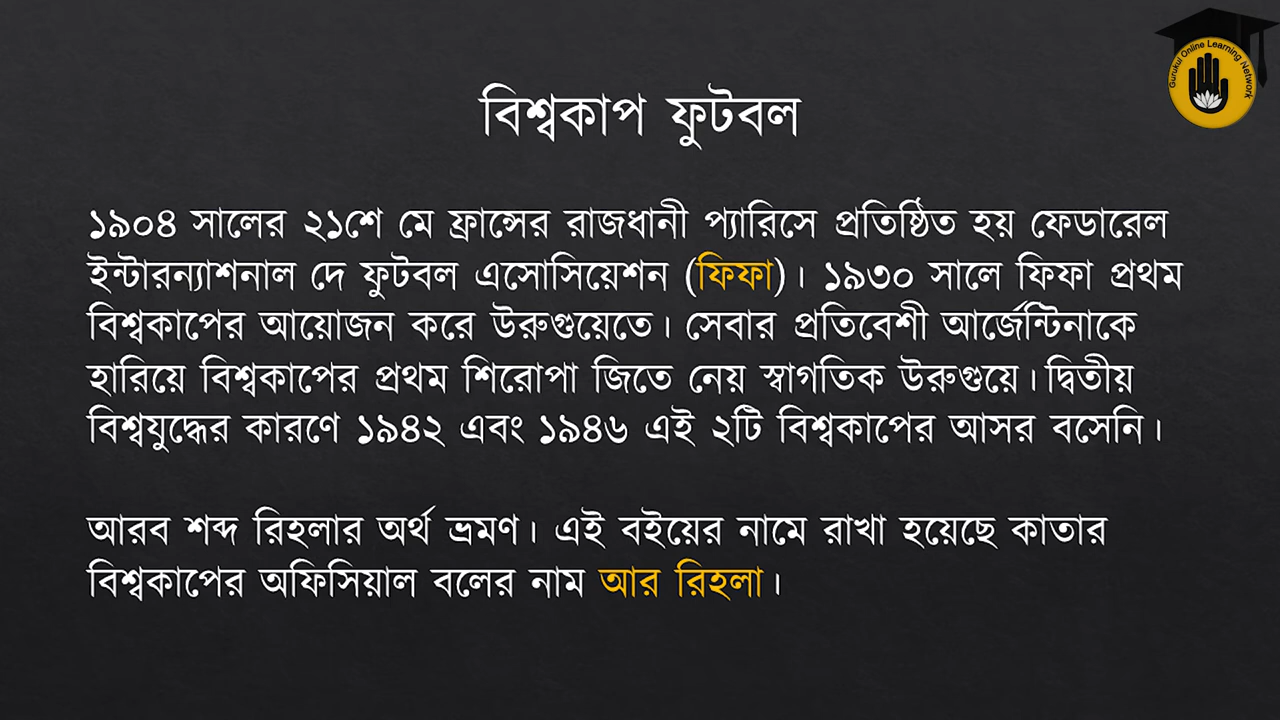 Gurukul Online Learning Network
বিশ্বকাপ ফুটবল
১৯০৪ সালের ২১শে মে ফ্রান্সের রাজধানী প্যারিসে প্রতিষ্ঠিত হয় ফেডারেল
ইন্টারন্যাশনাল দে ফুটবল এসোসিয়েশন (ফিফা)। ১৯৩০ সালে ফিফা প্রথম
বিশ্বকাপের আয়োজন করে উরুগুয়েতে। সেবার প্রতিবেশী আর্জেন্টিনাকে
হারিয়ে বিশ্বকাপের প্রথম শিরোপা জিতে নেয় স্বাগতিক উরুগুয়ে। দ্বিতীয়
বিশ্বযুদ্ধের কারণে ১৯৪২ এবং ১৯৪৬ এই ২টি বিশ্বকাপের আসর বসেনি।
আরব শব্দ রিহলার অর্থ ভ্রমণ। এই বইয়ের নামে রাখা হয়েছে কাতার
বিশ্বকাপের অফিসিয়াল বলের নাম আর রিহলা।